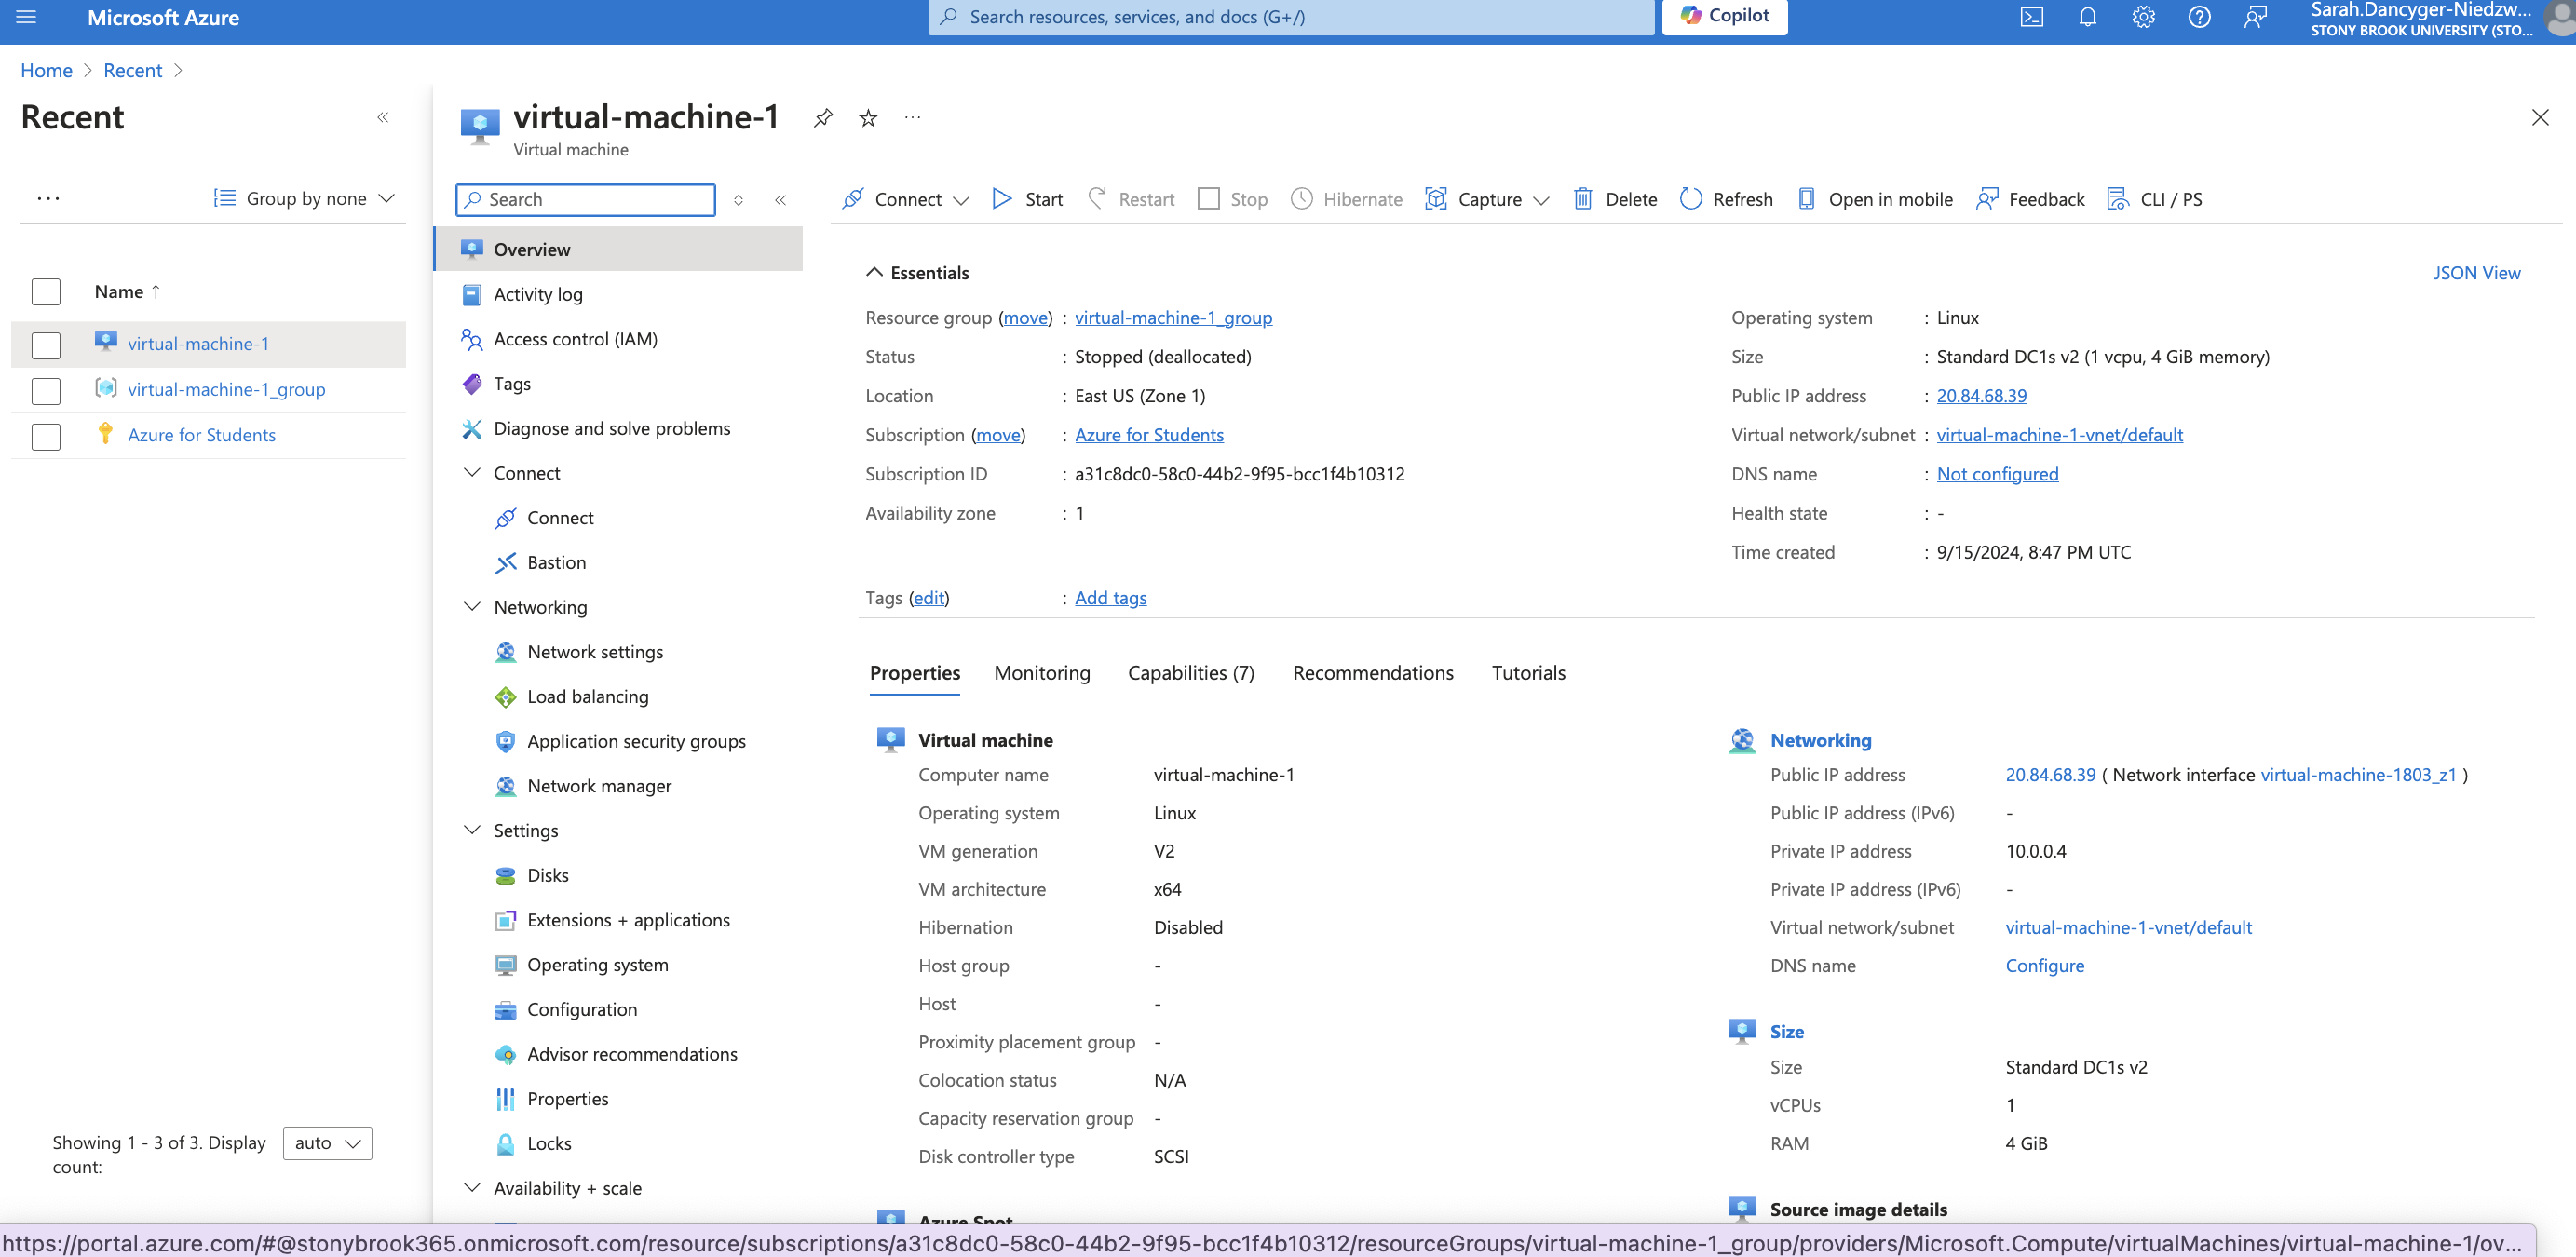 Microsoft Azure
Search resources, services, and docs (G+/)
Copilot
Sarah.Dancyger-Niedzw...
STONY BROOK UNIVERSITY (STO...
Home > Recent >
Recent
«
...
Group by none
Name ↑
virtual-machine-1
virtual-machine-1_group
Azure for Students
Showing 1 - 3 of 3. Display
count:
auto
virtual-machine-1
...
Virtual machine
Search
«
Overview
Activity log
Access control (IAM)
Tags
Diagnose and solve problems
Connect
Connect
Bastion
Networking
Network settings
Load balancing
Application security groups
Network manager
Settings
Disks
Extensions + applications
Operating system
Configuration
Advisor recommendations
Properties
Locks
Availability + scale
Connect Start Restart Stop Hibernate Capture Delete Refresh Open in mobile Feedback CLI / PS
Essentials
JSON View
Resource group (move) : virtual-machine-1_group
Status : Stopped (deallocated)
Location : East US (Zone 1)
Subscription (move) : Azure for Students
Subscription ID : a31c8dc0-58c0-44b2-9f95-bcc1f4b10312
Availability zone : 1
Operating system : Linux
Size : Standard DC1s v2 (1 vcpu, 4 GiB memory)
Public IP address : 20.84.68.39
Virtual network/subnet : virtual-machine-1-vnet/default
DNS name : Not configured
Health state : -
Time created : 9/15/2024, 8:47 PM UTC
Tags (edit) : Add tags
Properties Monitoring Capabilities (7) Recommendations Tutorials
Virtual machine
Computer name virtual-machine-1
Operating system Linux
VM generation V2
VM architecture x64
Hibernation Disabled
Host group -
Host -
Proximity placement group -
Colocation status N/A
Capacity reservation group -
Disk controller type SCSI
Azure Spot
Networking
Public IP address 20.84.68.39 ( Network interface virtual-machine-1803_z1 )
Public IP address (IPv6) -
Private IP address 10.0.0.4
Private IP address (IPv6) -
Virtual network/subnet virtual-machine-1-vnet/default
DNS name Configure
Size
Size Standard DC1s v2
vCPUs 1
RAM 4 GiB
Source image details
https://portal.azure.com/#@stonybrook365.onmicrosoft.com/resource/subscriptions/a31c8dc0-58c0-44b2-9f95-bcc1f4b10312/resourceGroups/virtual-machine-1_group/providers/Microsoft.Compute/virtualMachines/virtual-machine-1/ov...